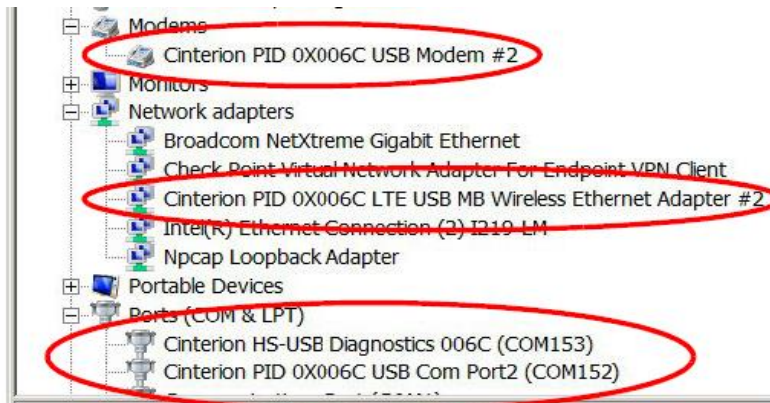 Modems
Cinterion PID 0X006C USB Modem #2
Monitors
Network adapters
Broadcom NetXtreme Gigabit Ethernet
Check Point Virtual Network Adapter For Endpoint VPN Client
Cinterion PID 0X006C LTE USB MB Wireless Ethernet Adapter #2
Intel(R) Ethernet Connection (2) I219-LM
Npcap Loopback Adapter
Portable Devices
Ports (COM & LPT)
Cinterion HS-USB Diagnostics 006C (COM153)
Cinterion PID 0X006C USB Com Port2 (COM152)